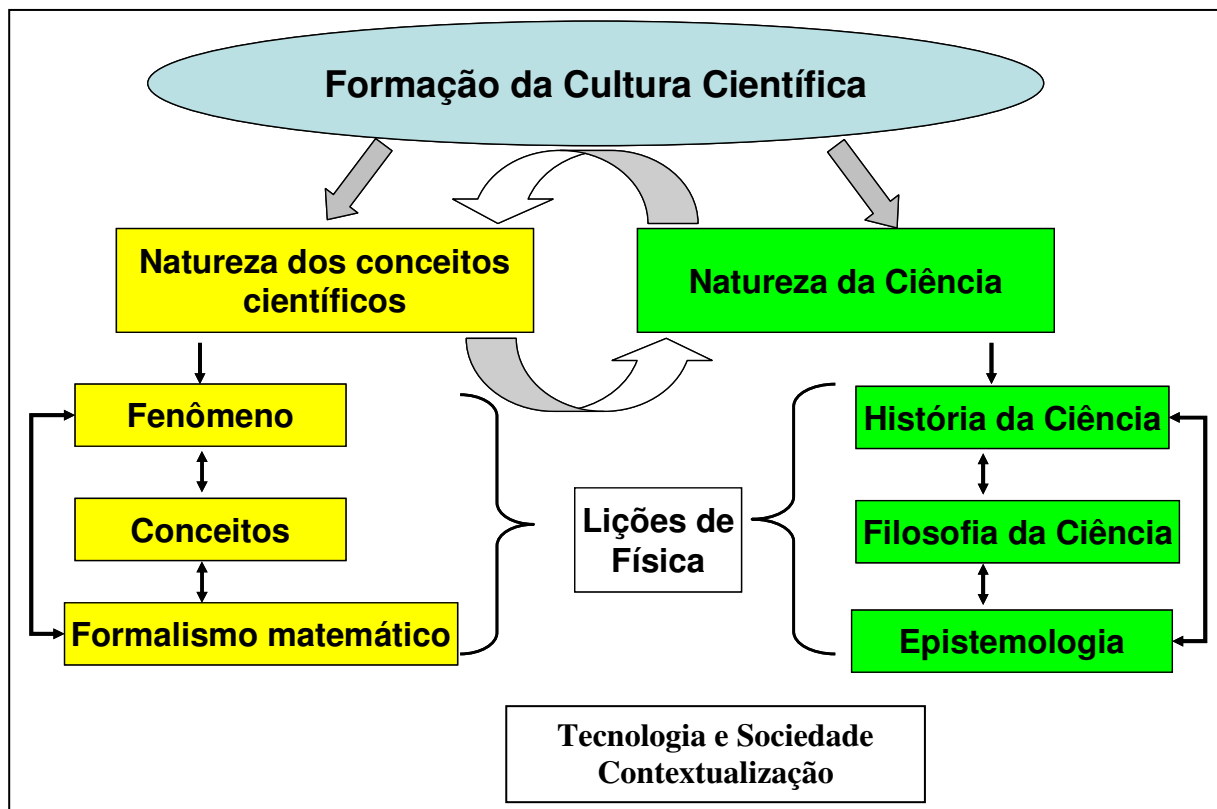 Formação da Cultura Científica
Natureza dos conceitos
científicos
Natureza da Ciência
Fenômeno
Conceitos
Formalismo matemático
Lições de
Física
História da Ciência
Filosofia da Ciência
Epistemologia
Tecnologia e Sociedade
Contextualização